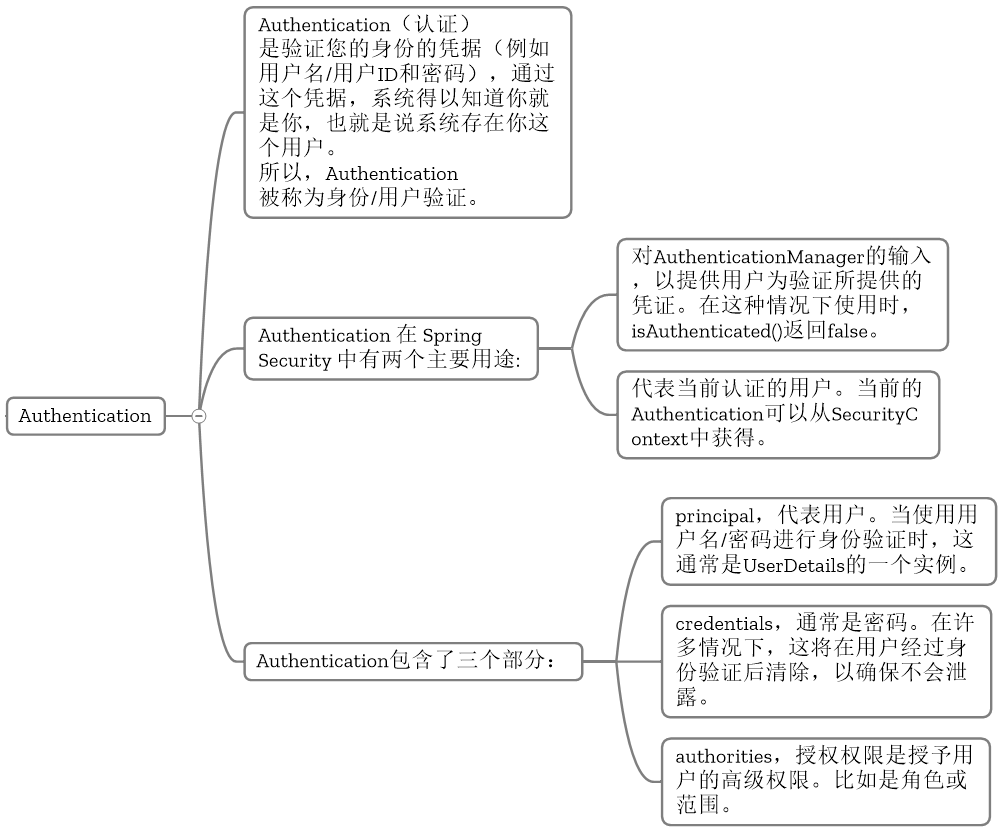 Authentication（认证）
是验证您的身份的凭据（例如
用户名/用户ID和密码），通过
这个凭据，系统得以知道你就
是你，也就是说系统存在你这
个用户。
所以，Authentication
被称为身份/用户验证。
对AuthenticationManager的输入
，以提供用户为验证所提供的
凭证。在这种情况下使用时，
isAuthenticated()返回false。
Authentication 在 Spring
Security 中有两个主要用途:
代表当前认证的用户。当前的
Authentication可以从SecurityC
ontext中获得。
Authentication
principal，代表用户。当使用用
户名/密码进行身份验证时，这
通常是UserDetails的一个实例。
credentials，通常是密码。在许
多情况下，这将在用户经过身
份验证后清除，以确保不会泄
露。
Authentication包含了三个部分：
authorities，授权权限是授予用
户的高级权限。比如是角色或
范围。